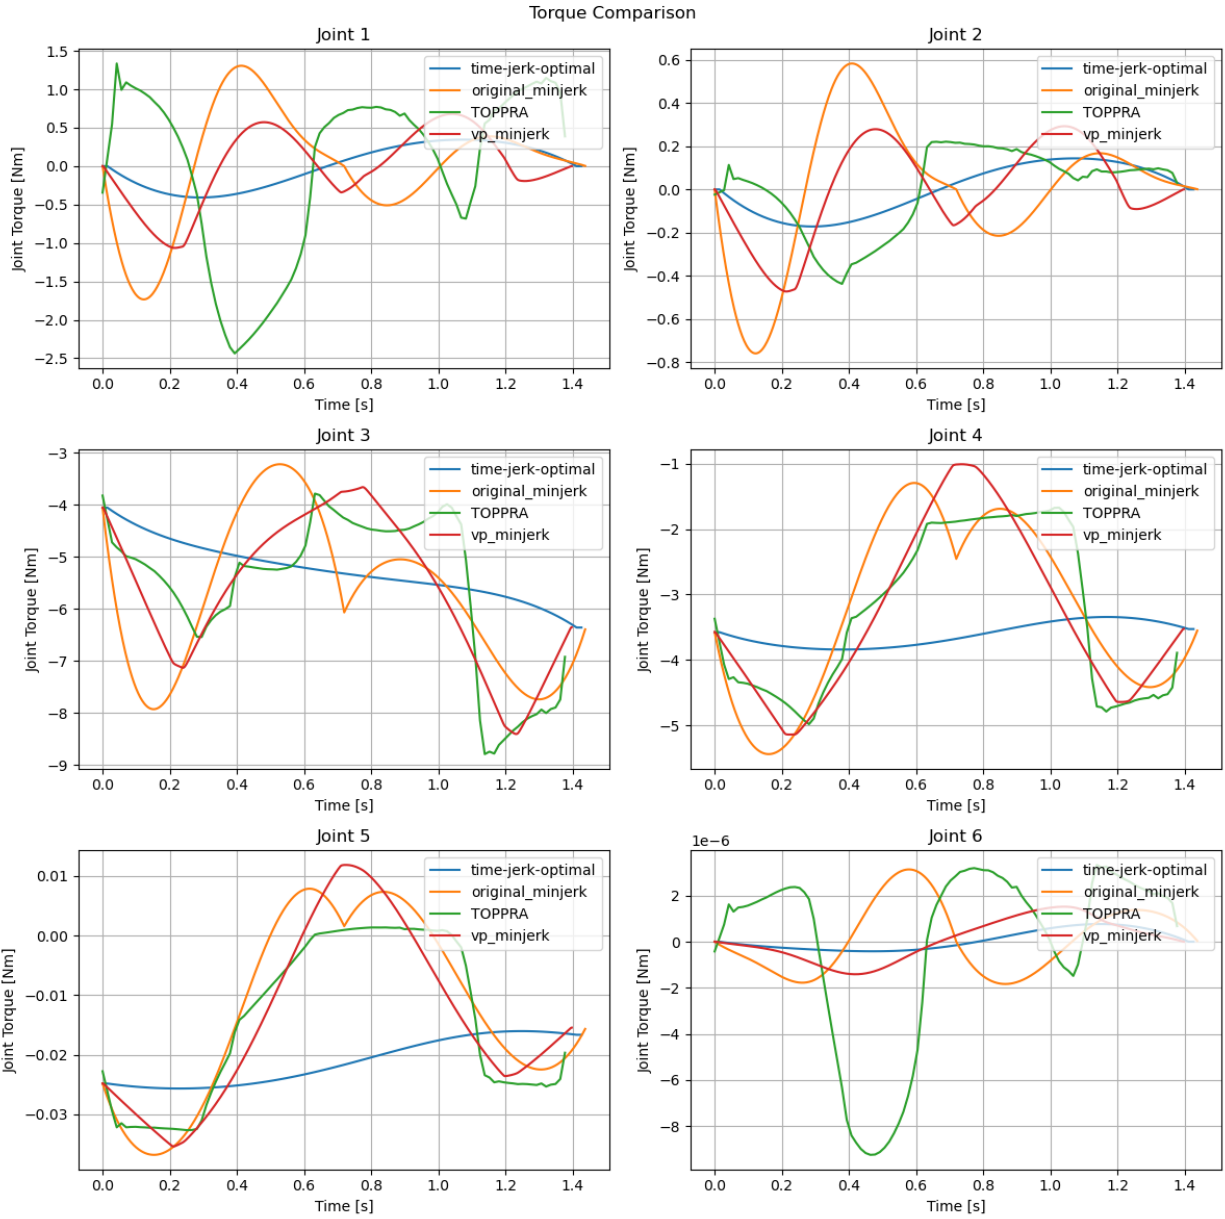 Torque Comparison
Joint 1
Joint Torque [Nm]
1.5
1.0
0.5
0.0
−0.5
−1.0
−1.5
−2.0
−2.5
time-jerk-optimal
original_minjerk
TOPPRA
vp_minjerk
0.0 0.2 0.4 0.6 0.8 1.0 1.2 1.4
Time [s]
Joint 2
Joint Torque [Nm]
0.6
0.4
0.2
0.0
−0.2
−0.4
−0.6
−0.8
time-jerk-optimal
original_minjerk
TOPPRA
vp_minjerk
0.0 0.2 0.4 0.6 0.8 1.0 1.2 1.4
Time [s]
Joint 3
Joint Torque [Nm]
−3
−4
−5
−6
−7
−8
−9
time-jerk-optimal
original_minjerk
TOPPRA
vp_minjerk
0.0 0.2 0.4 0.6 0.8 1.0 1.2 1.4
Time [s]
Joint 4
Joint Torque [Nm]
−1
−2
−3
−4
−5
time-jerk-optimal
original_minjerk
TOPPRA
vp_minjerk
0.0 0.2 0.4 0.6 0.8 1.0 1.2 1.4
Time [s]
Joint 5
Joint Torque [Nm]
0.01
0.00
−0.01
−0.02
−0.03
time-jerk-optimal
original_minjerk
TOPPRA
vp_minjerk
0.0 0.2 0.4 0.6 0.8 1.0 1.2 1.4
Time [s]
Joint 6
1e−6
Joint Torque [Nm]
2
0
−2
−4
−6
−8
time-jerk-optimal
original_minjerk
TOPPRA
vp_minjerk
0.0 0.2 0.4 0.6 0.8 1.0 1.2 1.4
Time [s]